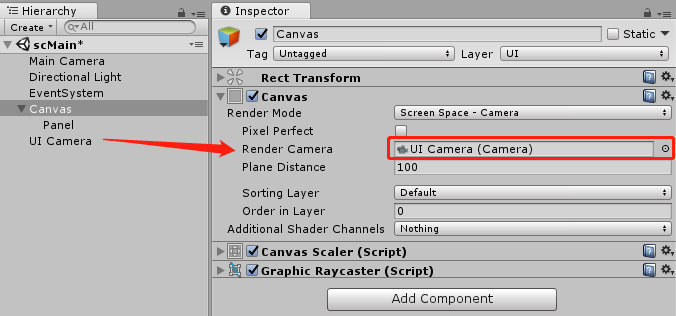 Hierarchy
Create
All
scMain*
Main Camera
Directional Light
EventSystem
Canvas
Panel
UI Camera
Inspector
Canvas
Static
Tag Untagged Layer UI
Rect Transform
Canvas
Render Mode Screen Space - Camera
Pixel Perfect
Render Camera UI Camera (Camera)
Plane Distance 100
Sorting Layer Default
Order in Layer 0
Additional Shader Channels Nothing
Canvas Scaler (Script)
Graphic Raycaster (Script)
Add Component